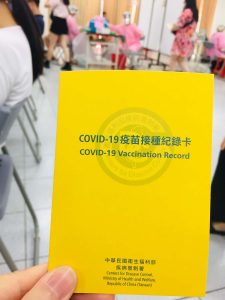 COVID-19疫苗接種紀錄卡
COVID-19 Vaccination Record
中華民國衛生福利部
疾病管制署
Centers for Disease Control,
Ministry of Health and Welfare,
Republic of China (Taiwan)